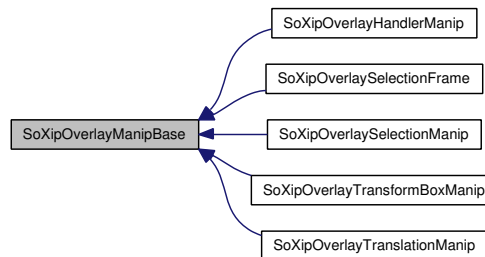 SoXipOverlayHandlerManip
SoXipOverlaySelectionFrame
SoXipOverlayManipBase
SoXipOverlaySelectionManip
SoXipOverlayTransformBoxManip
SoXipOverlayTranslationManip